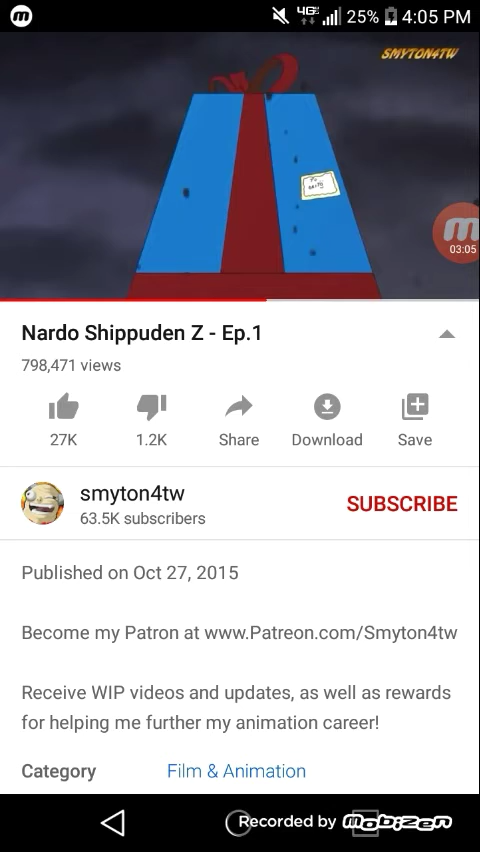 4GE 25% 4:05 PM
SMYTON4TW
03:05
Nardo Shippuden Z - Ep.1
798,471 views
27K
1.2K
Share
Download
Save
smyton4tw
63.5K subscribers
SUBSCRIBE
Published on Oct 27, 2015
Become my Patron at www.Patreon.com/Smyton4tw
Receive WIP videos and updates, as well as rewards
for helping me further my animation career!
Category
Film & Animation
Recorded by Mobizen